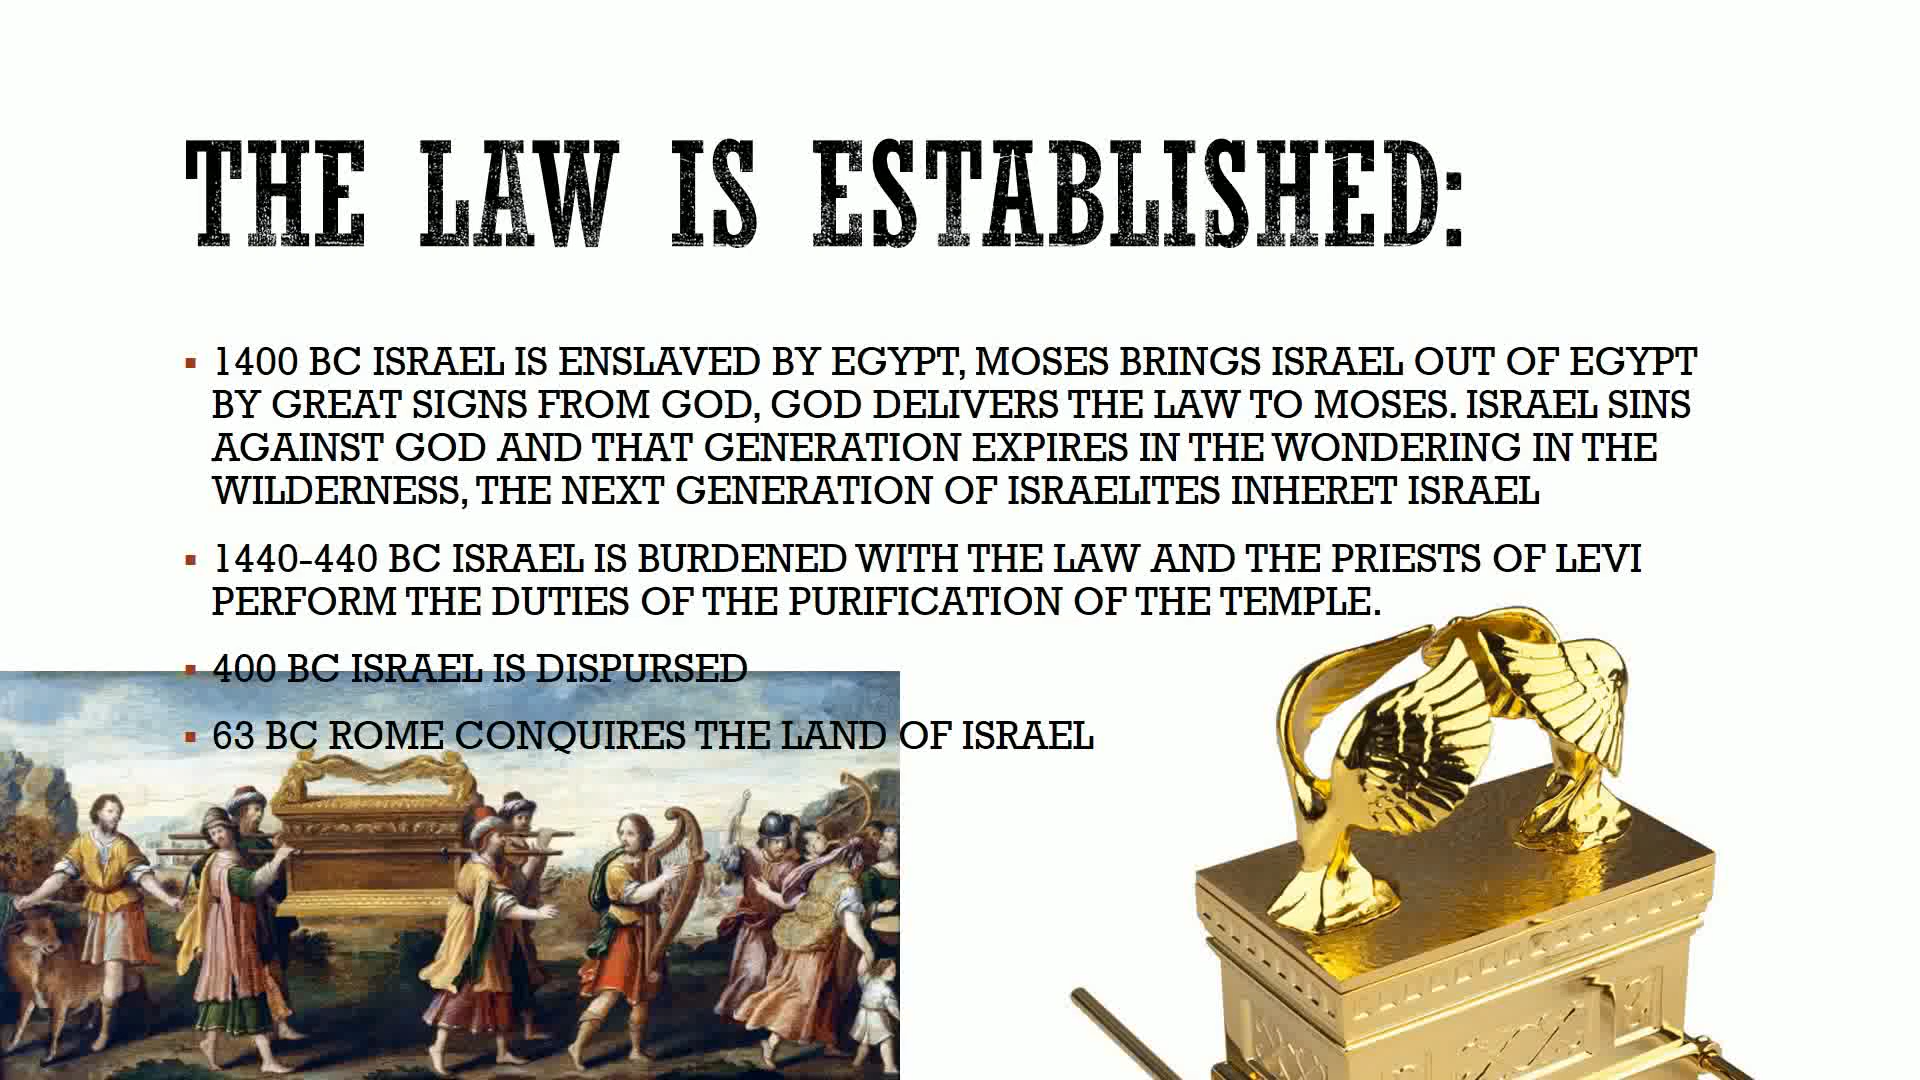 THE LAW IS ESTABLISHED:
▪ 1400 BC ISRAEL IS ENSLAVED BY EGYPT, MOSES BRINGS ISRAEL OUT OF EGYPT
BY GREAT SIGNS FROM GOD, GOD DELIVERS THE LAW TO MOSES. ISRAEL SINS
AGAINST GOD AND THAT GENERATION EXPIRES IN THE WONDERING IN THE
WILDERNESS, THE NEXT GENERATION OF ISRAELITES INHERET ISRAEL
▪ 1440-440 BC ISRAEL IS BURDENED WITH THE LAW AND THE PRIESTS OF LEVI
PERFORM THE DUTIES OF THE PURIFICATION OF THE TEMPLE.
▪ 400 BC ISRAEL IS DISPURSED
▪ 63 BC ROME CONQUIRES THE LAND OF ISRAEL